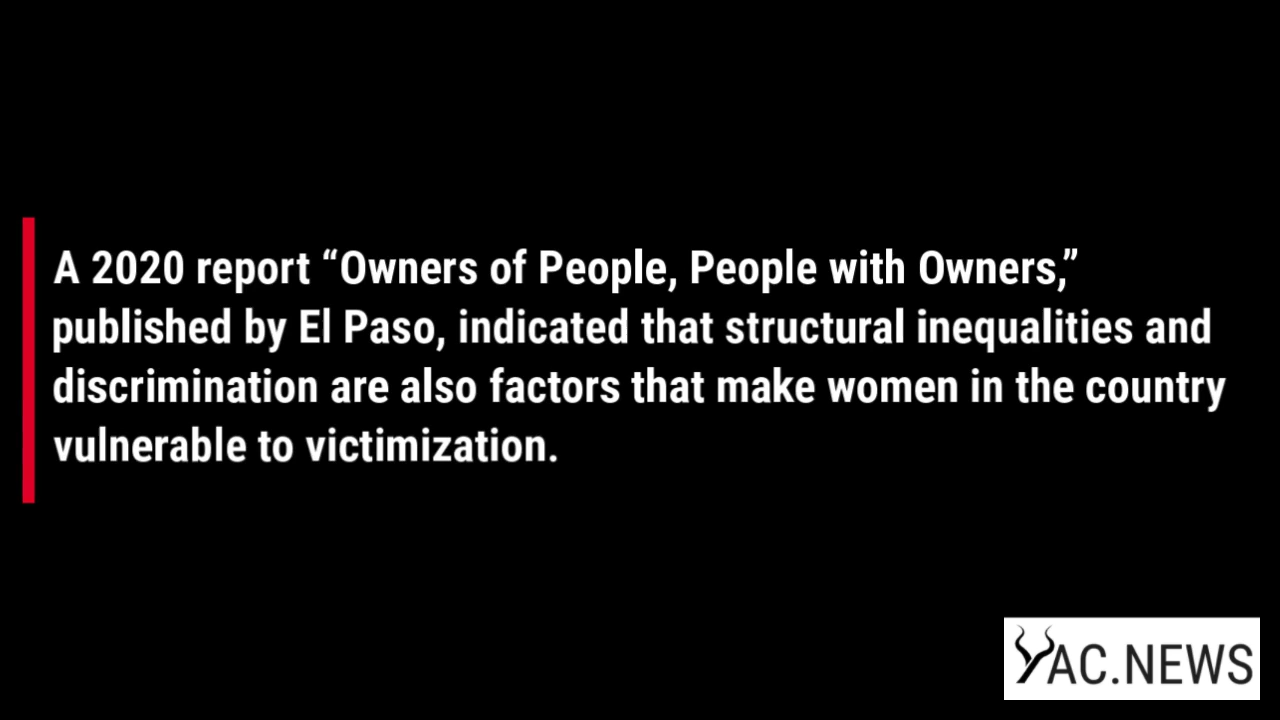 A 2020 report “Owners of People, People with Owners,”
published by El Paso, indicated that structural inequalities and
discrimination are also factors that make women in the country
vulnerable to victimization.
YAC.NEWS